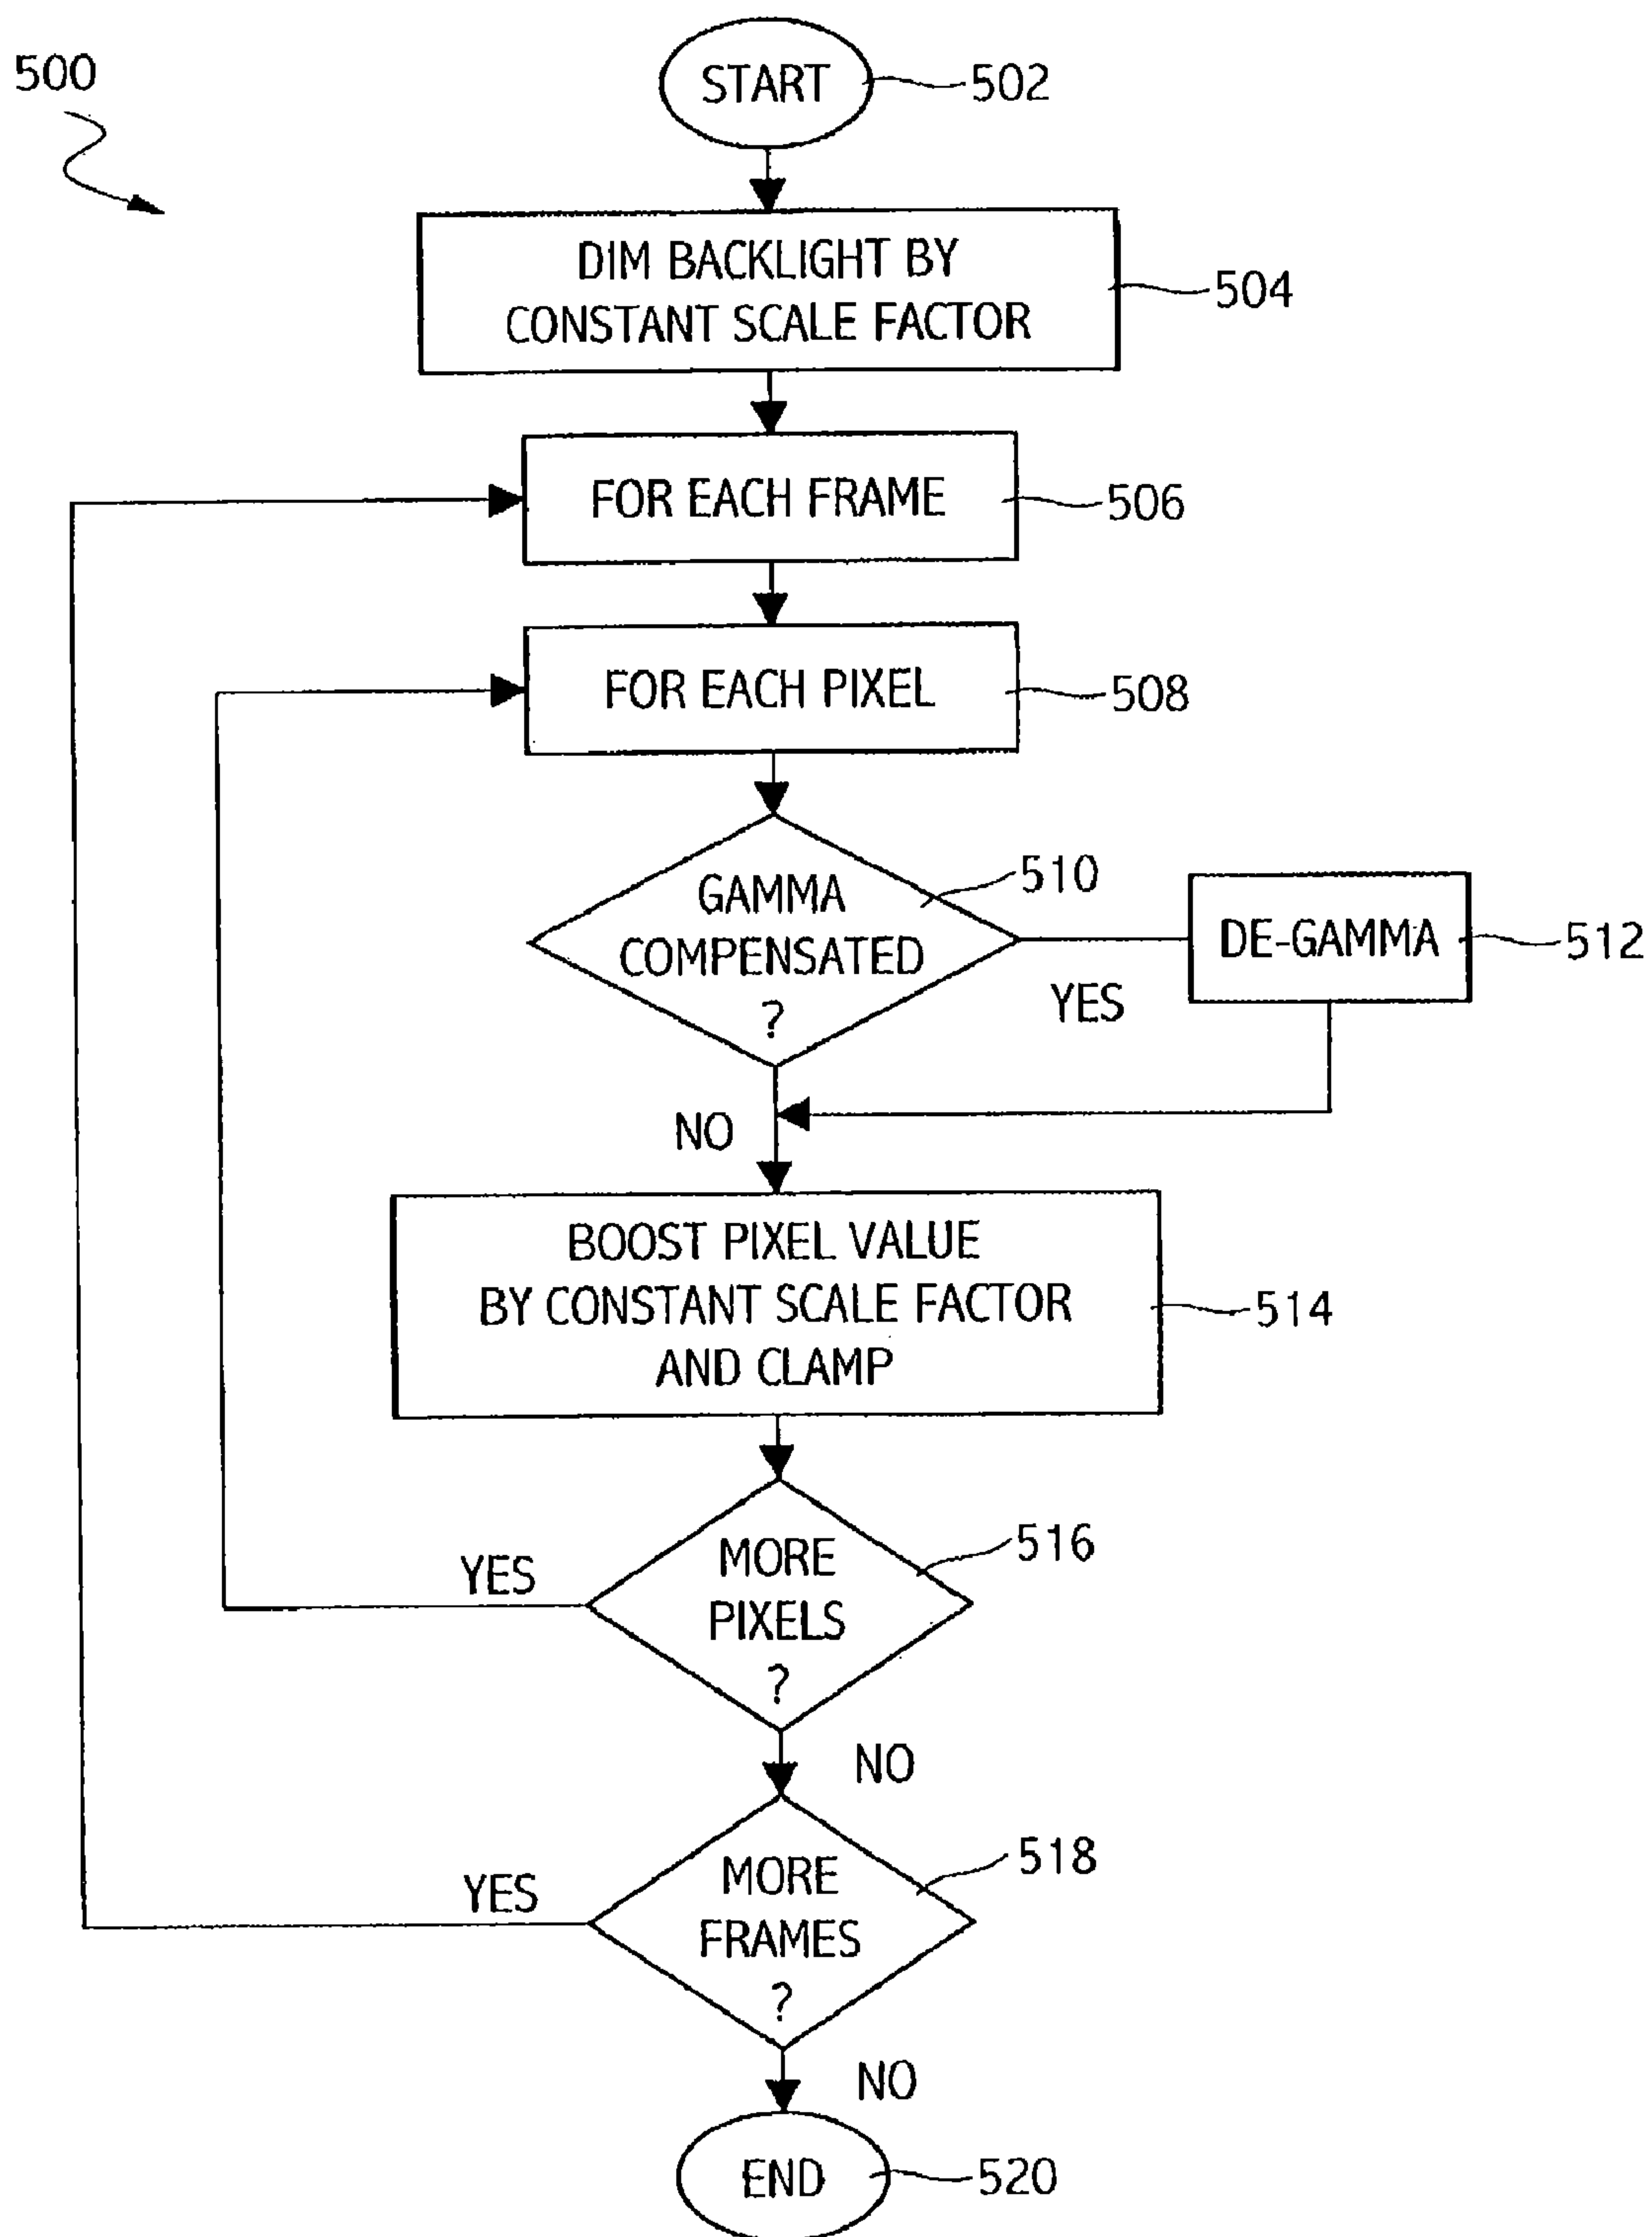 500
START
502
DIM BACKLIGHT BY
CONSTANT SCALE FACTOR
504
FOR EACH FRAME
506
FOR EACH PIXEL
508
GAMMA
COMPENSATED
?
510
YES
DE-GAMMA
512
NO
BOOST PIXEL VALUE
BY CONSTANT SCALE FACTOR
AND CLAMP
514
MORE
PIXELS
?
516
YES
NO
MORE
FRAMES
?
518
YES
NO
END
520